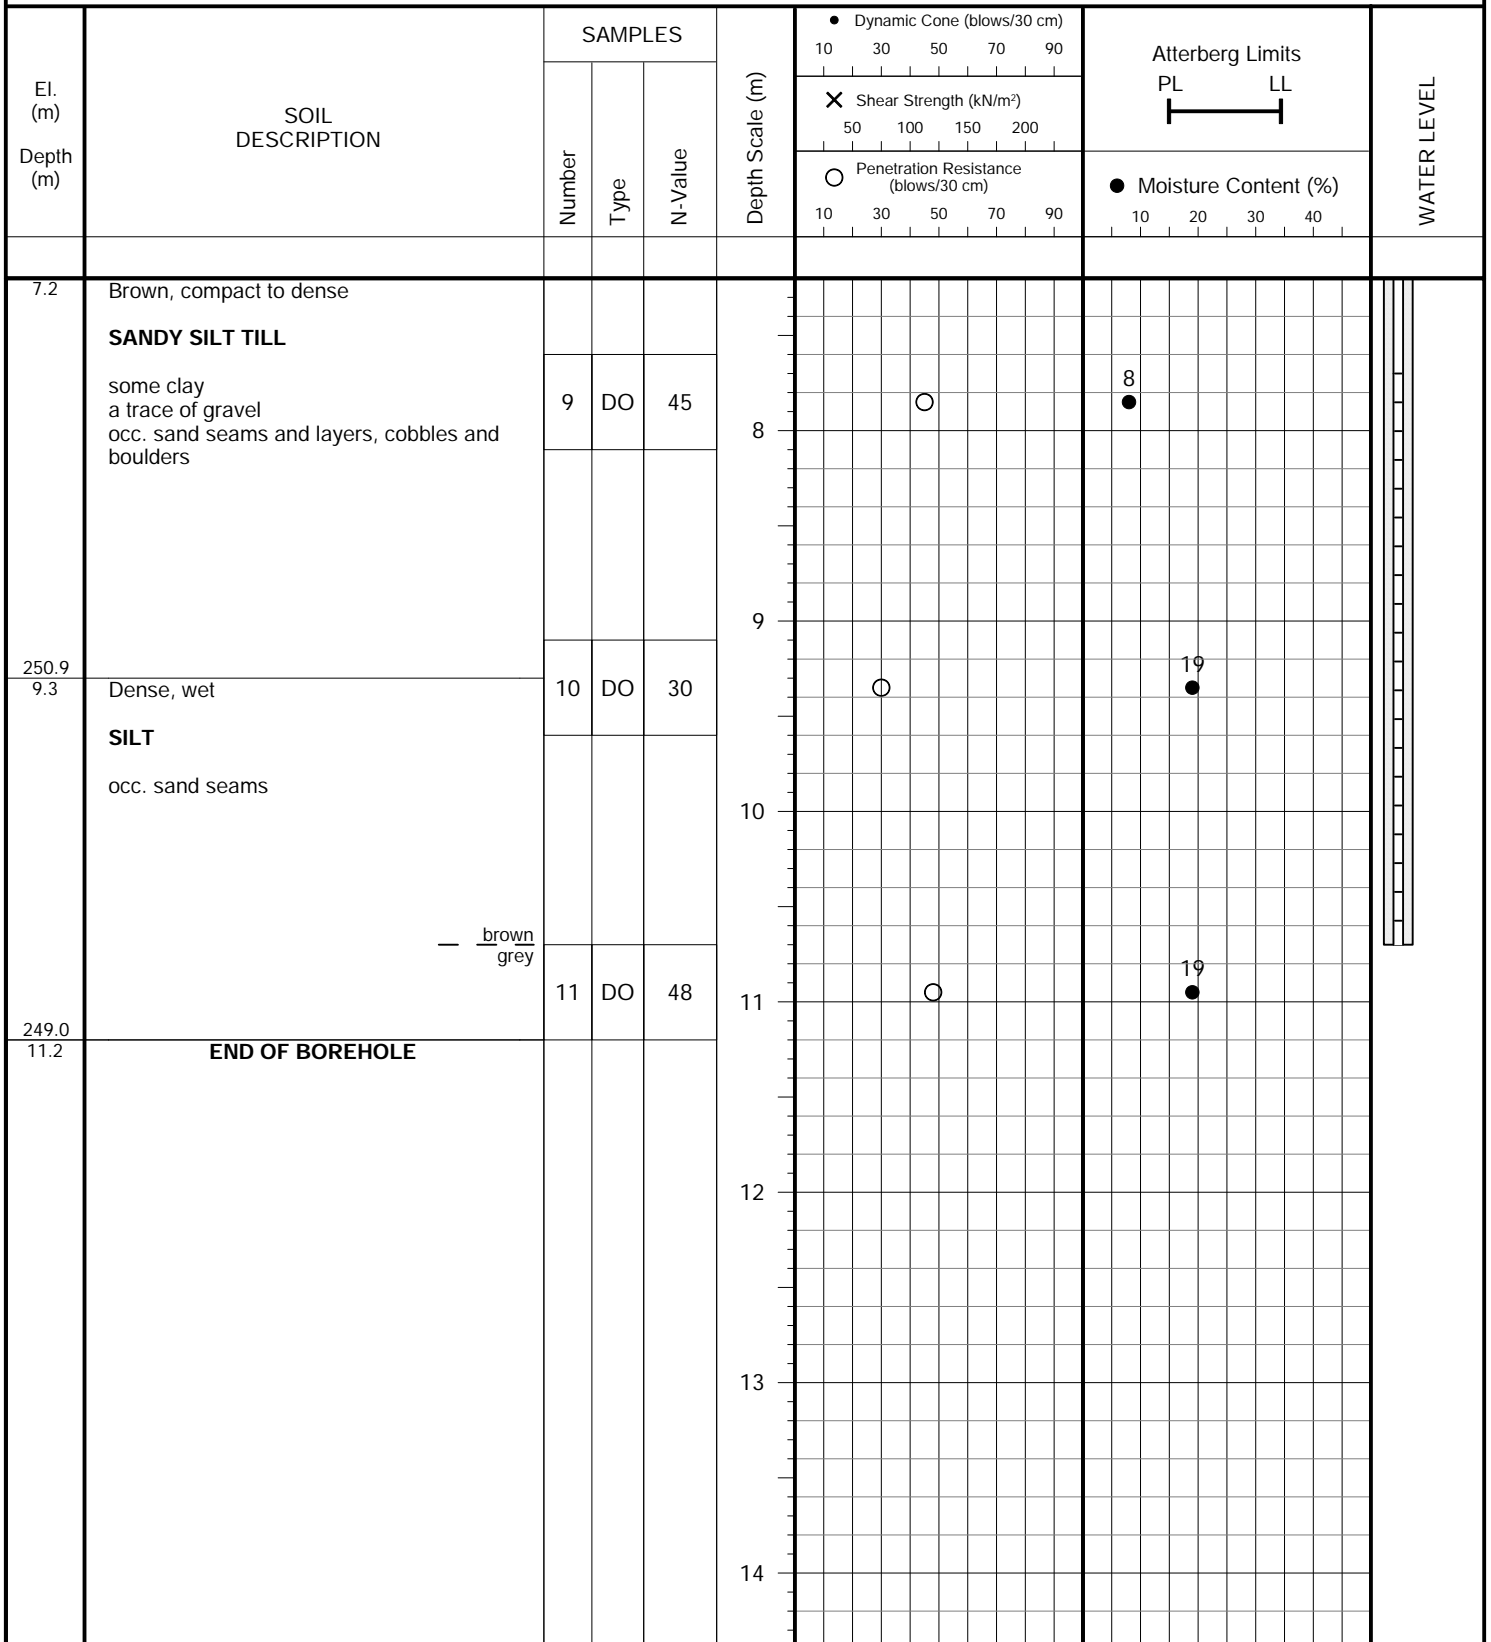 El.
(m)
Depth
(m)
SOIL
DESCRIPTION
SAMPLES
Number
Type
N-Value
Depth Scale (m)
Dynamic Cone (blows/30 cm)
10 30 50 70 90
Shear Strength (kN/m²)
50 100 150 200
Penetration Resistance
(blows/30 cm)
10 30 50 70 90
Atterberg Limits
PL LL
Moisture Content (%)
10 20 30 40
WATER LEVEL
7.2 Brown, compact to dense
SANDY SILT TILL
some clay
a trace of gravel
occ. sand seams and layers, cobbles and
boulders
9 DO 45
8
8
9
250.9
9.3 Dense, wet
SILT
occ. sand seams
10 DO 30
19
10
brown
grey
11 DO 48
19
11
249.0
11.2 END OF BOREHOLE
12
13
14